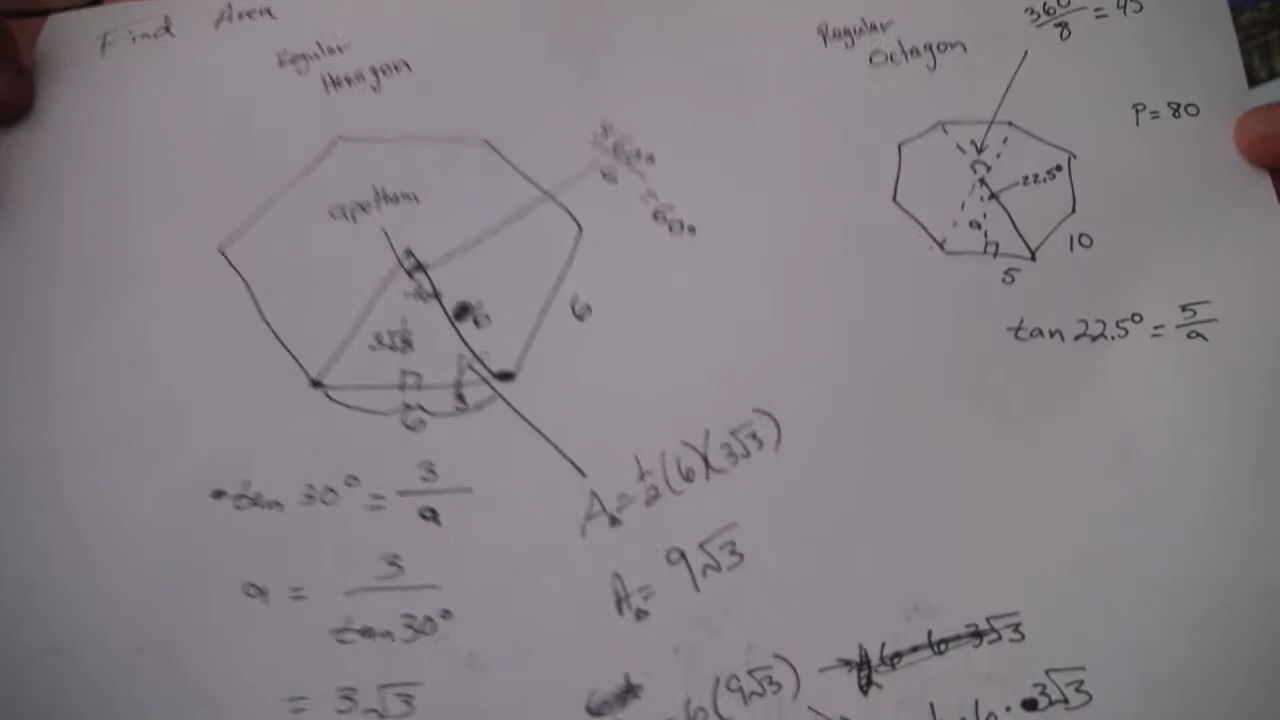 Find Area
Regular
Hexagon
apothem
6
3√3
6
6
tan 30° = 3/a
a = 3/tan 30°
= 3√3
A△ = ½(6)(3√3)
A△ = 9√3
6(9√3)
Regular
Octagon
360/8 = 45
P = 80
22.5°
a
10
5
tan 22.5° = 5/a